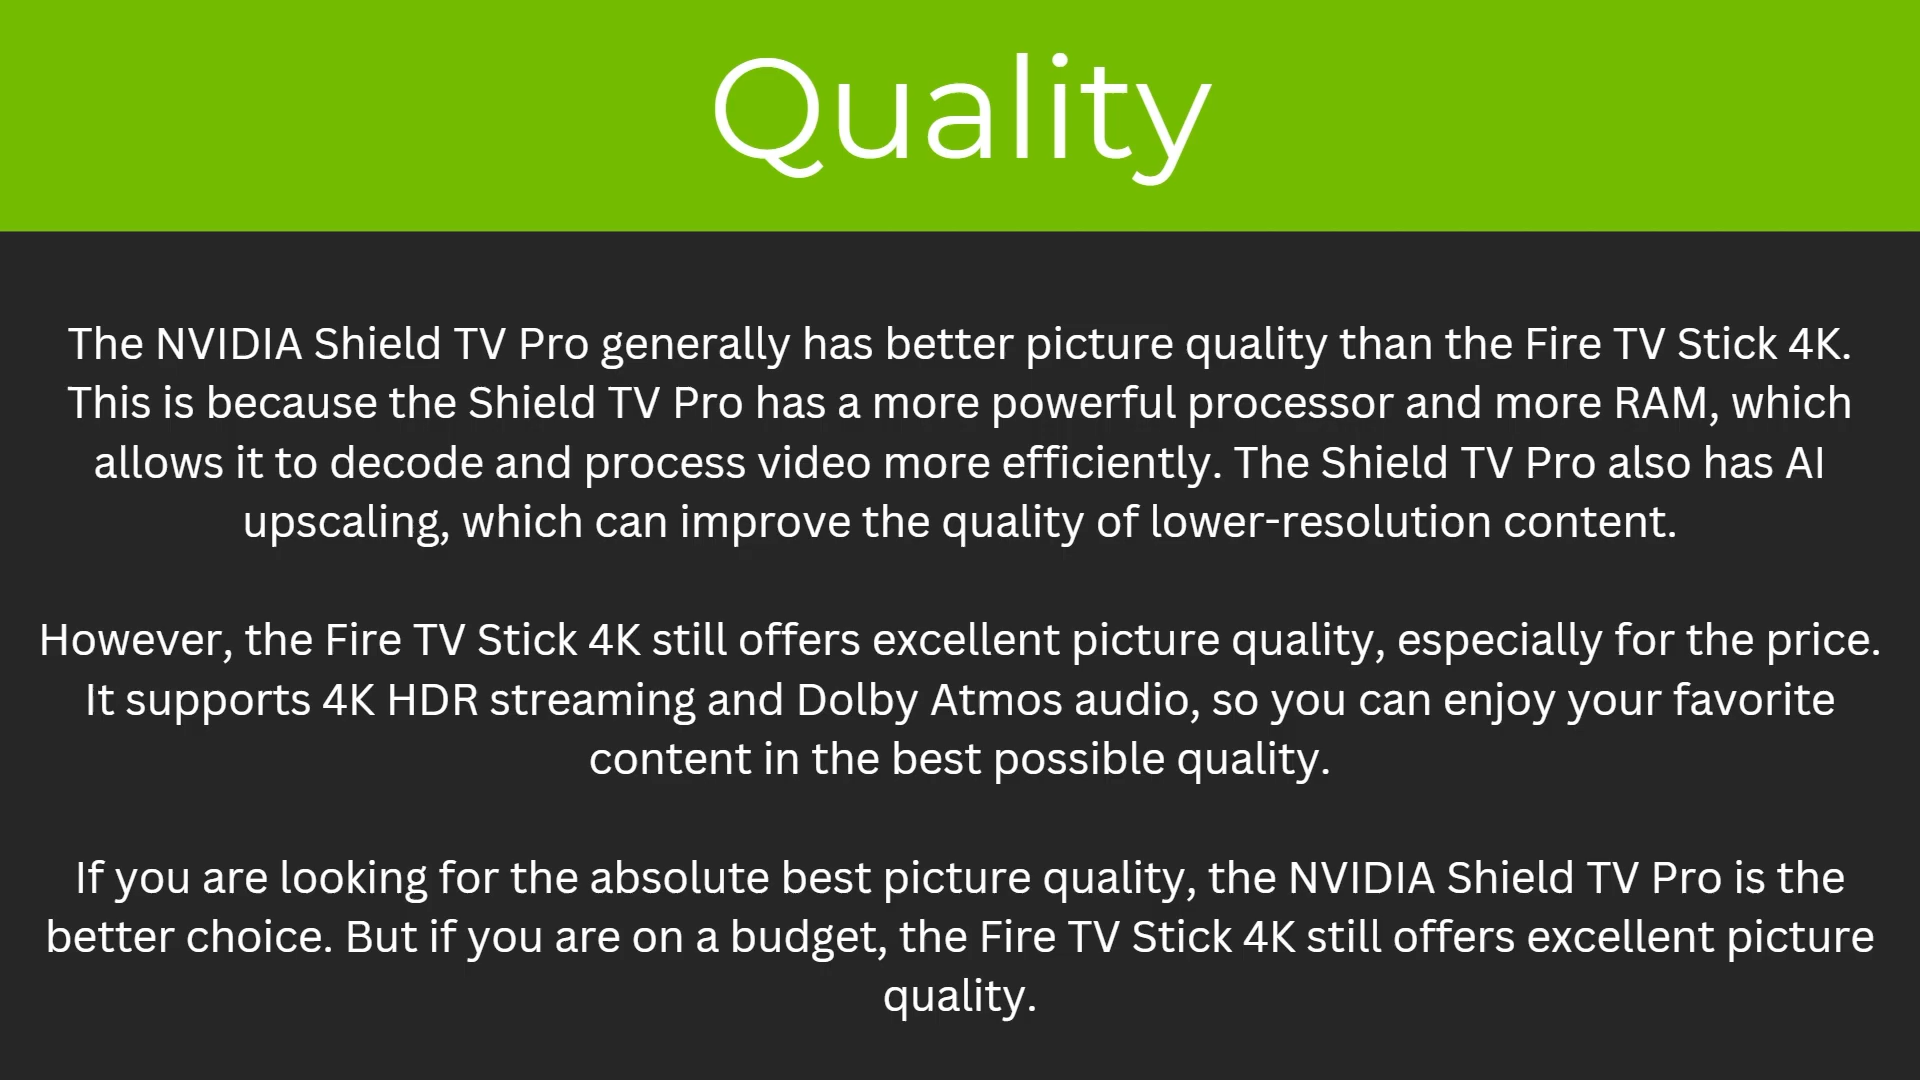 Quality
The NVIDIA Shield TV Pro generally has better picture quality than the Fire TV Stick 4K.
This is because the Shield TV Pro has a more powerful processor and more RAM, which
allows it to decode and process video more efficiently. The Shield TV Pro also has AI
upscaling, which can improve the quality of lower-resolution content.
However, the Fire TV Stick 4K still offers excellent picture quality, especially for the price.
It supports 4K HDR streaming and Dolby Atmos audio, so you can enjoy your favorite
content in the best possible quality.
If you are looking for the absolute best picture quality, the NVIDIA Shield TV Pro is the
better choice. But if you are on a budget, the Fire TV Stick 4K still offers excellent picture
quality.